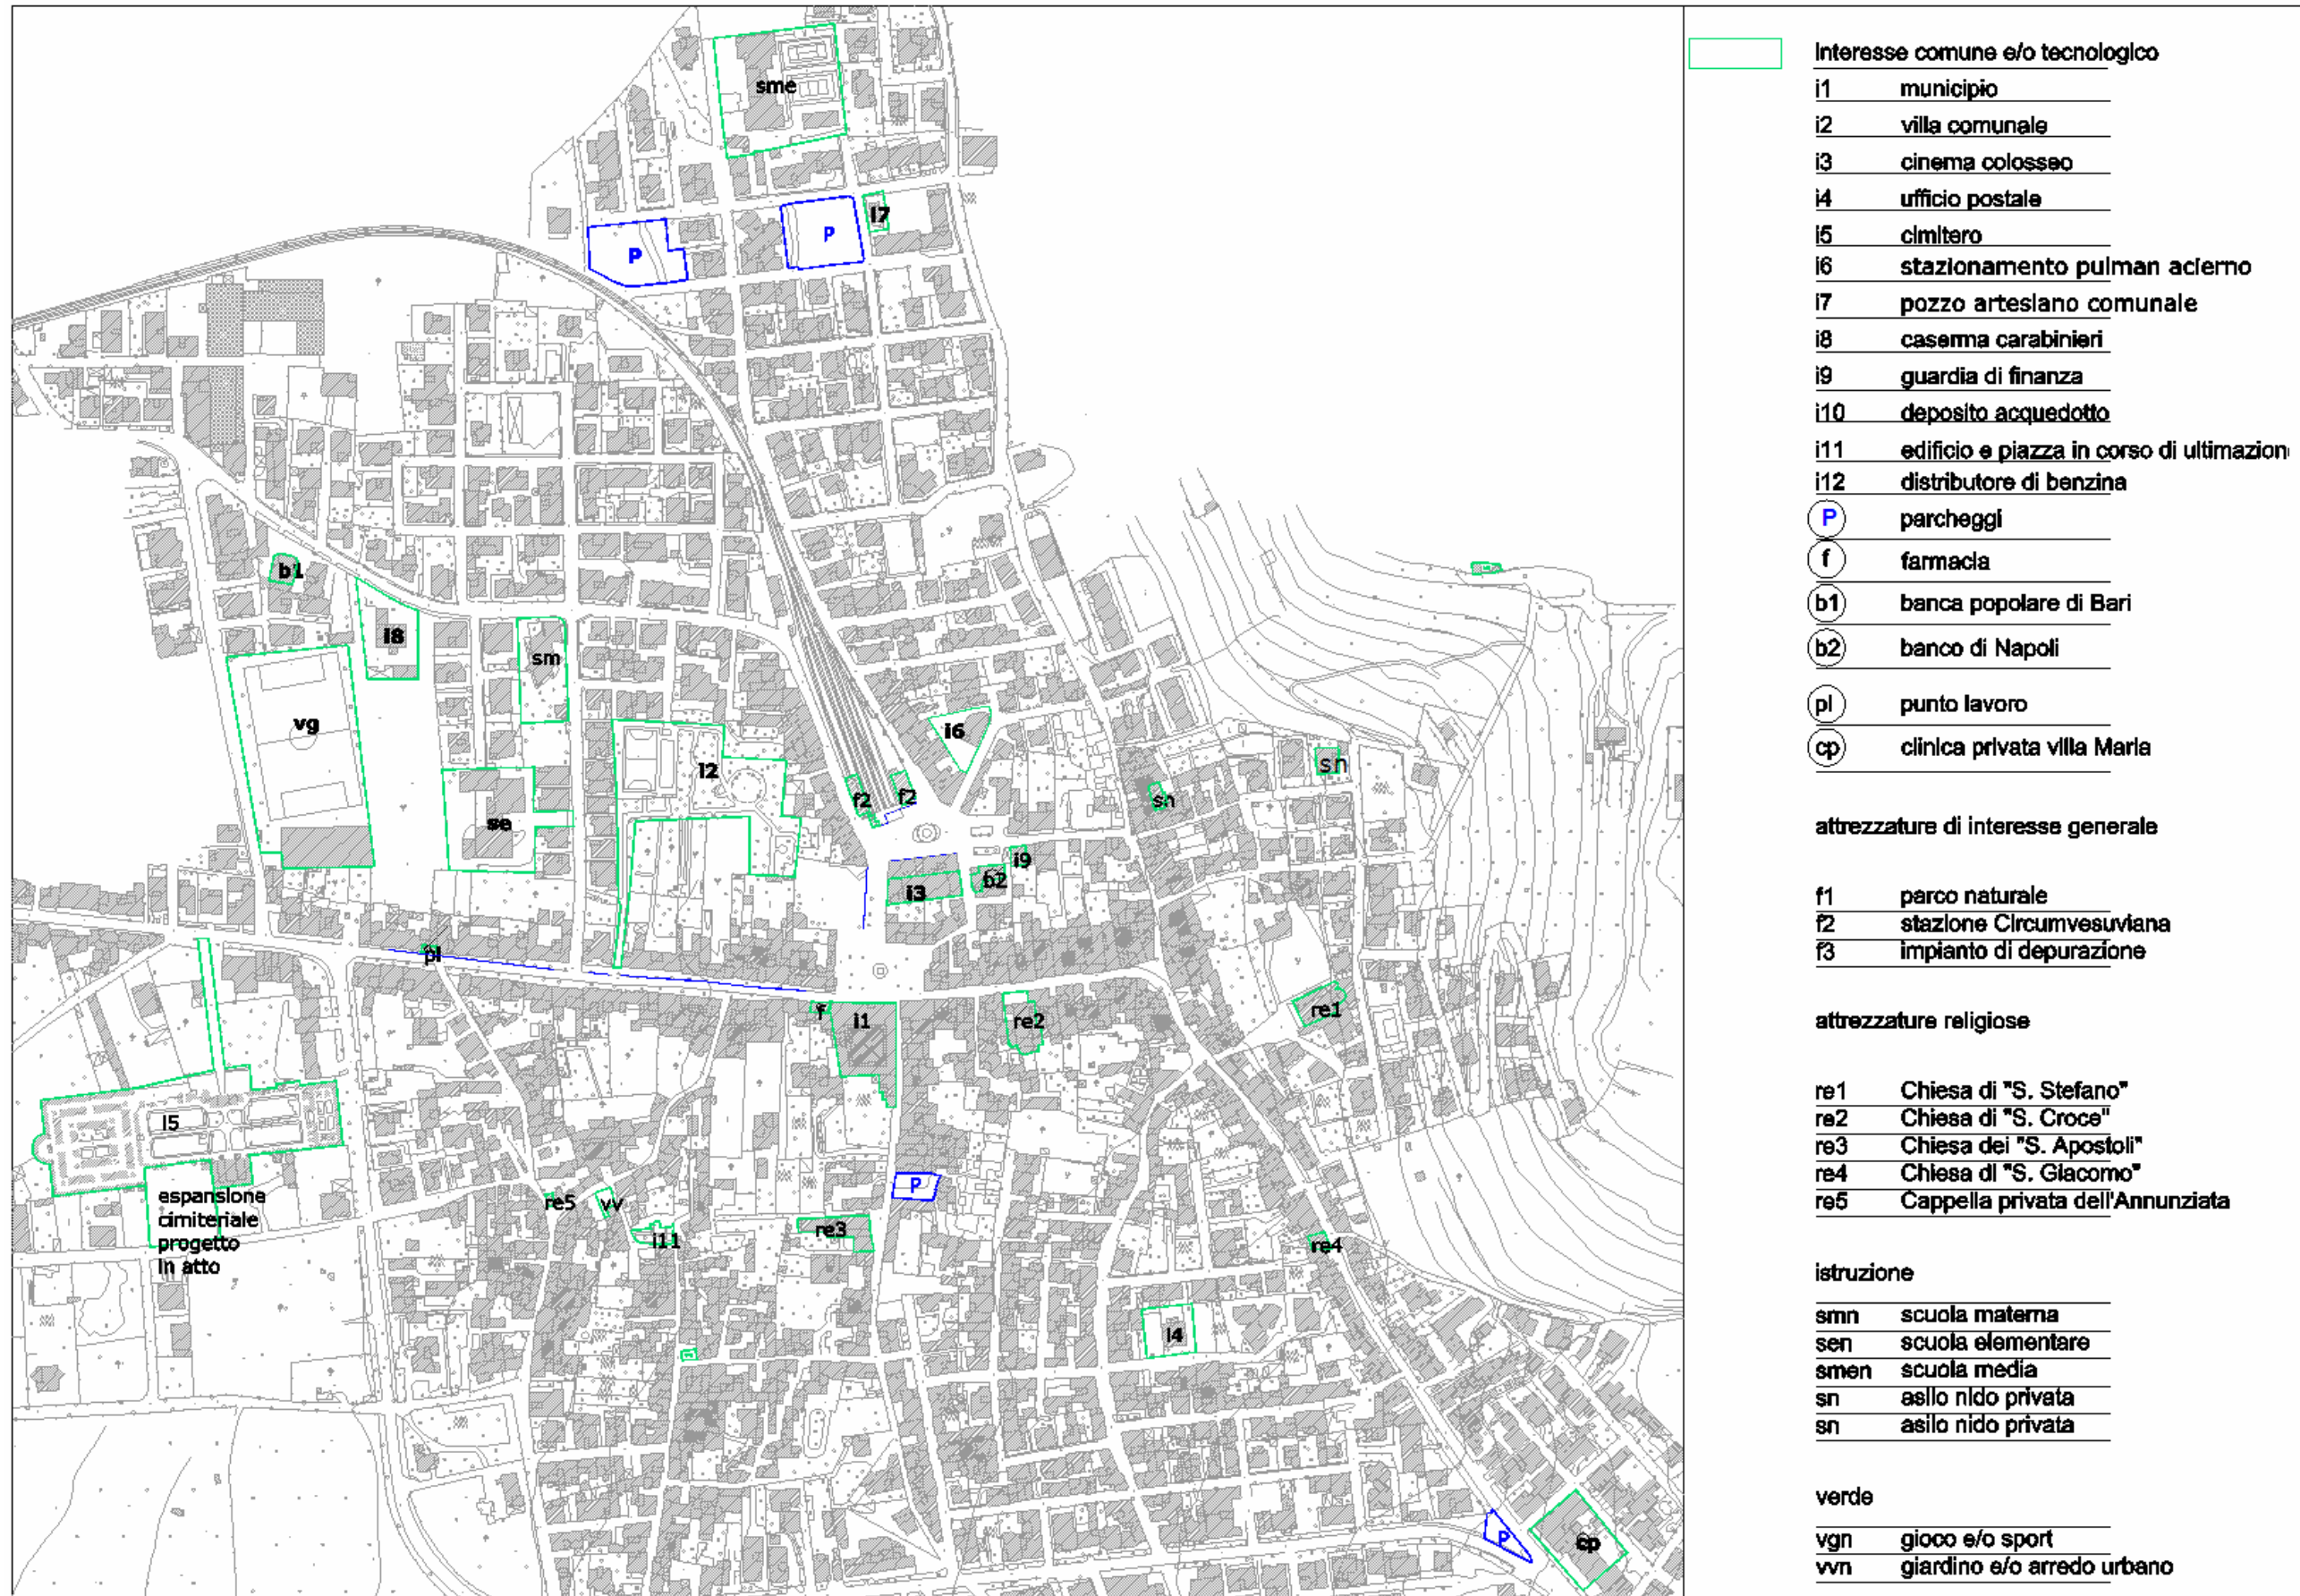 sme
i7
P
P
b1
i8
sm
vg
i6
i2
sn
sn
f2
f2
se
i9
b2
i3
pl
re1
f
i1
re2
i5
P
espansione
cimiteriale
progetto
in atto
re5
vv
re3
i11
re4
i4
P
cp
interesse comune e/o tecnologico
i1 municipio
i2 villa comunale
i3 cinema colosseo
i4 ufficio postale
i5 cimitero
i6 stazionamento pulman acierno
i7 pozzo artesiano comunale
i8 caserma carabinieri
i9 guardia di finanza
i10 deposito acquedotto
i11 edificio e piazza in corso di ultimazion
i12 distributore di benzina
P parcheggi
f farmacia
b1 banca popolare di Bari
b2 banco di Napoli
pl punto lavoro
cp clinica privata villa Maria
attrezzature di interesse generale
f1 parco naturale
f2 stazione Circumvesuviana
f3 impianto di depurazione
attrezzature religiose
re1 Chiesa di "S. Stefano"
re2 Chiesa di "S. Croce"
re3 Chiesa dei "S. Apostoli"
re4 Chiesa di "S. Giacomo"
re5 Cappella privata dell'Annunziata
istruzione
smn scuola materna
sen scuola elementare
smen scuola media
sn asilo nido privata
sn asilo nido privata
verde
vgn gioco e/o sport
vvn giardino e/o arredo urbano